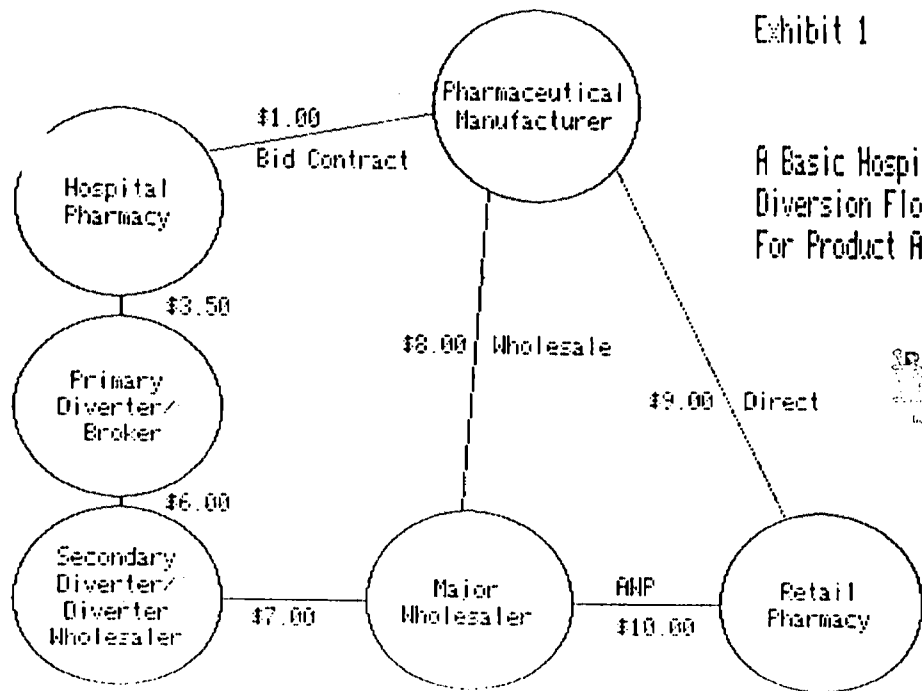 Exhibit 1
A Basic Hospi
Diversion Flo
For Product A
Pharmaceutical
Manufacturer
$1.00
Bid Contract
Hospital
Pharmacy
$3.50
$8.00 Wholesale
Primary
Diverter/
Broker
$9.00 Direct
$6.00
Secondary
Diverter/
Diverter
Wholesaler
$7.00
Major
Wholesaler
AWP
$10.00
Retail
Pharmacy